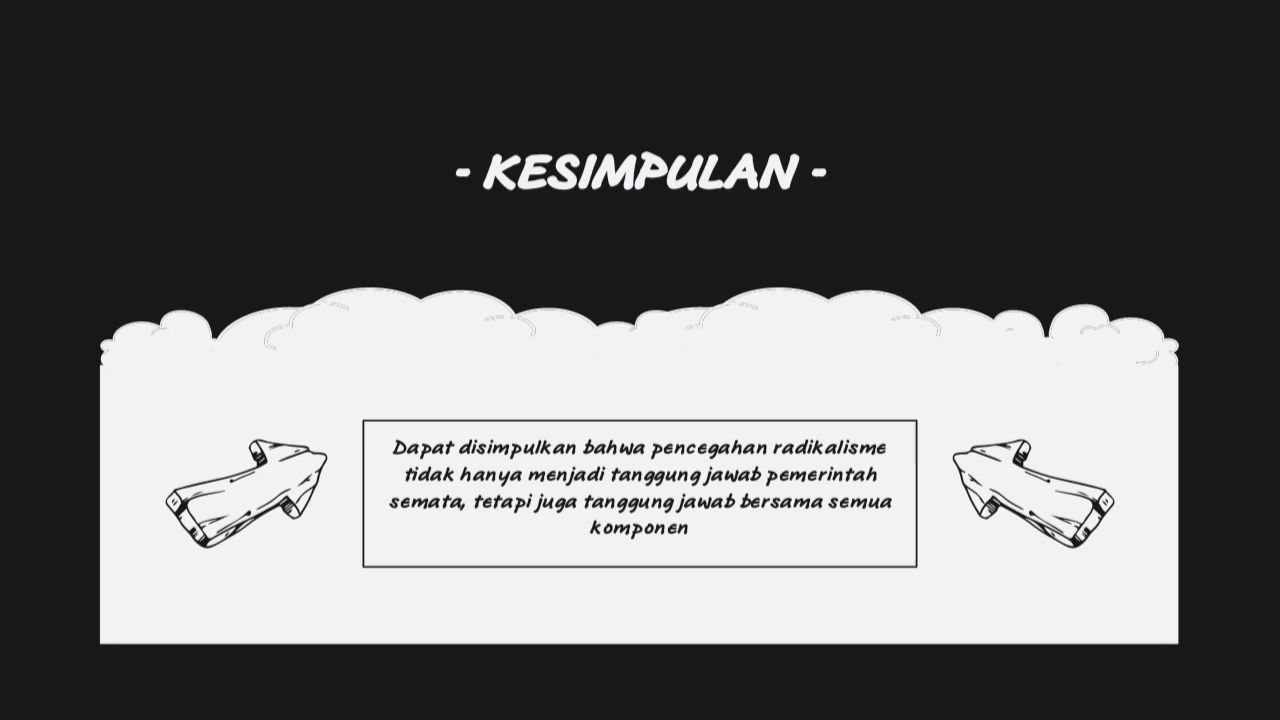 - KESIMPULAN -
Dapat disimpulkan bahwa pencegahan radikalisme
tidak hanya menjadi tanggung jawab pemerintah
semata, tetapi juga tanggung jawab bersama semua
komponen